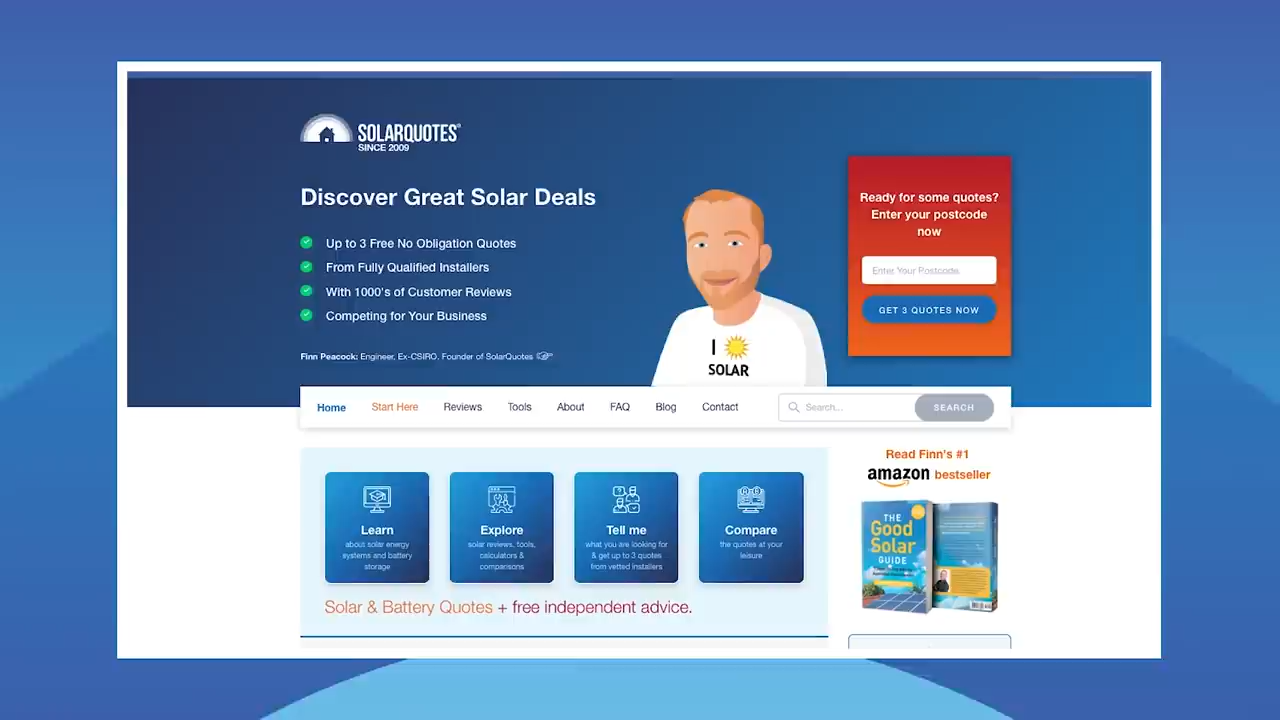 SOLARQUOTES®
SINCE 2009
Discover Great Solar Deals
Up to 3 Free No Obligation Quotes
From Fully Qualified Installers
With 1000's of Customer Reviews
Competing for Your Business
Finn Peacock: Engineer, Ex-CSIRO, Founder of SolarQuotes
I
SOLAR
Ready for some quotes?
Enter your postcode
now
Enter Your Postcode.
GET 3 QUOTES NOW
Home Start Here Reviews Tools About FAQ Blog Contact Search... SEARCH
Learn
about solar energy
systems and battery
storage
Explore
solar reviews, tools,
calculators &
comparisons
Tell me
what you are looking for
& get up to 3 quotes
from vetted installers
Compare
the quotes at your
leisure
Solar & Battery Quotes + free independent advice.
Read Finn's #1
amazon bestseller
THE
Good
Solar
GUIDE